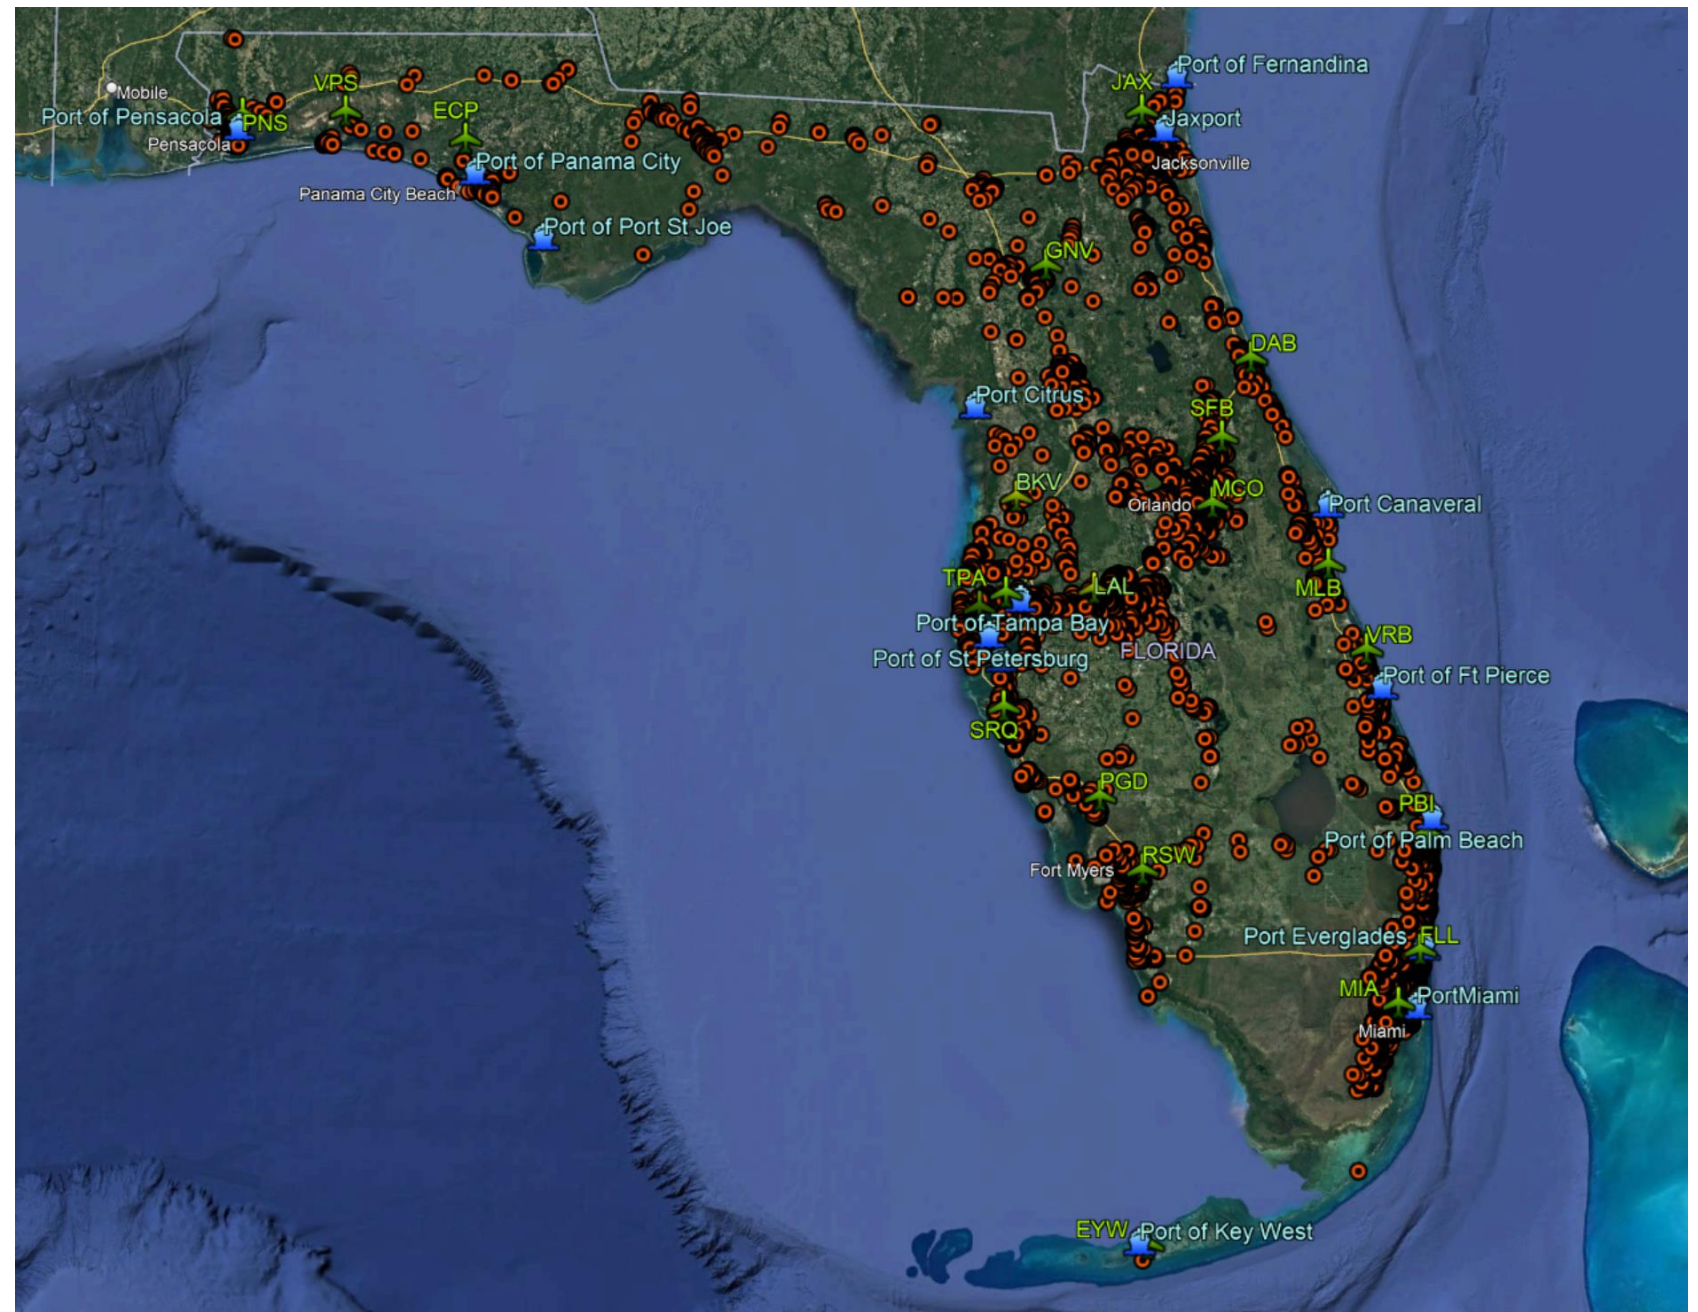 Port of Fernandina
JAX
VPS
Mobile
ECP
Port of Pensacola
PNS
Jaxport
Pensacola
Port of Panama City
Jacksonville
Panama City Beach
Port of Port St Joe
GNV
DAB
Port Citrus
SFB
BKV
MCO
Orlando
Port Canaveral
TPA
LAL
MLB
Port of Tampa Bay
VRB
FLORIDA
Port of St Petersburg
Port of Ft Pierce
SRQ
PGD
PBI
Port of Palm Beach
RSW
Fort Myers
Port Everglades
FLL
MIA
PortMiami
Miami
EYW
Port of Key West